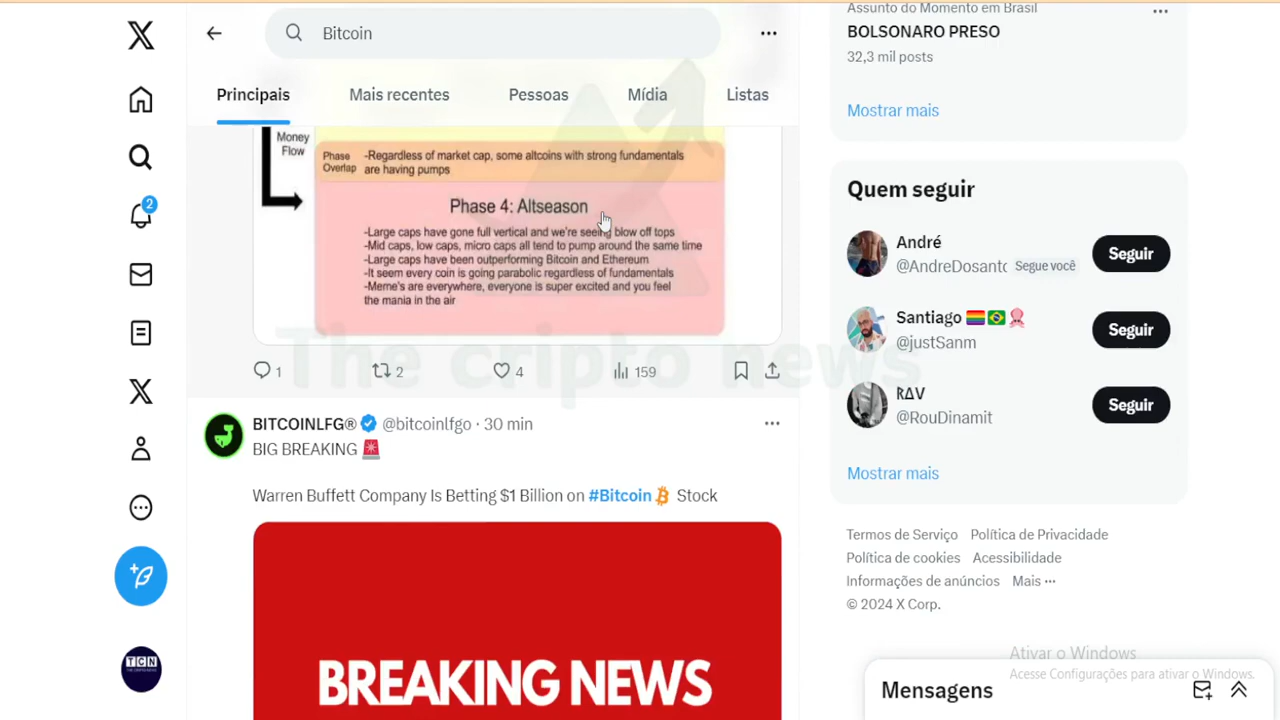 Bitcoin
Principais
Mais recentes
Pessoas
Mídia
Listas
Money
Flow
Phase
Overlap
-Regardless of market cap, some altcoins with strong fundamentals
are having pumps
Phase 4: Altseason
-Large caps have gone full vertical and we're seeing blow off tops
-Mid caps, low caps, micro caps all tend to pump around the same time
-Large caps have been outperforming Bitcoin and Ethereum
-It seem every coin is going parabolic regardless of fundamentals
-Meme's are everywhere, everyone is super excited and you feel
the mania in the air
The cripto news
1
2
4
159
BITCOINLFG® @bitcoinlfgo · 30 min
BIG BREAKING
Warren Buffett Company Is Betting $1 Billion on #Bitcoin Stock
BREAKING NEWS
2
TCN
Assunto do Momento em Brasil
BOLSONARO PRESO
32,3 mil posts
Mostrar mais
Quem seguir
André
@AndreDosanto Segue você
Seguir
Santiago
@justSanm
Seguir
RΔV
@RouDinamit
Seguir
Mostrar mais
Termos de Serviço Política de Privacidade
Política de cookies Acessibilidade
Informações de anúncios Mais ···
© 2024 X Corp.
Ativar o Windows
Acesse Configurações para ativar o Windows.
Mensagens